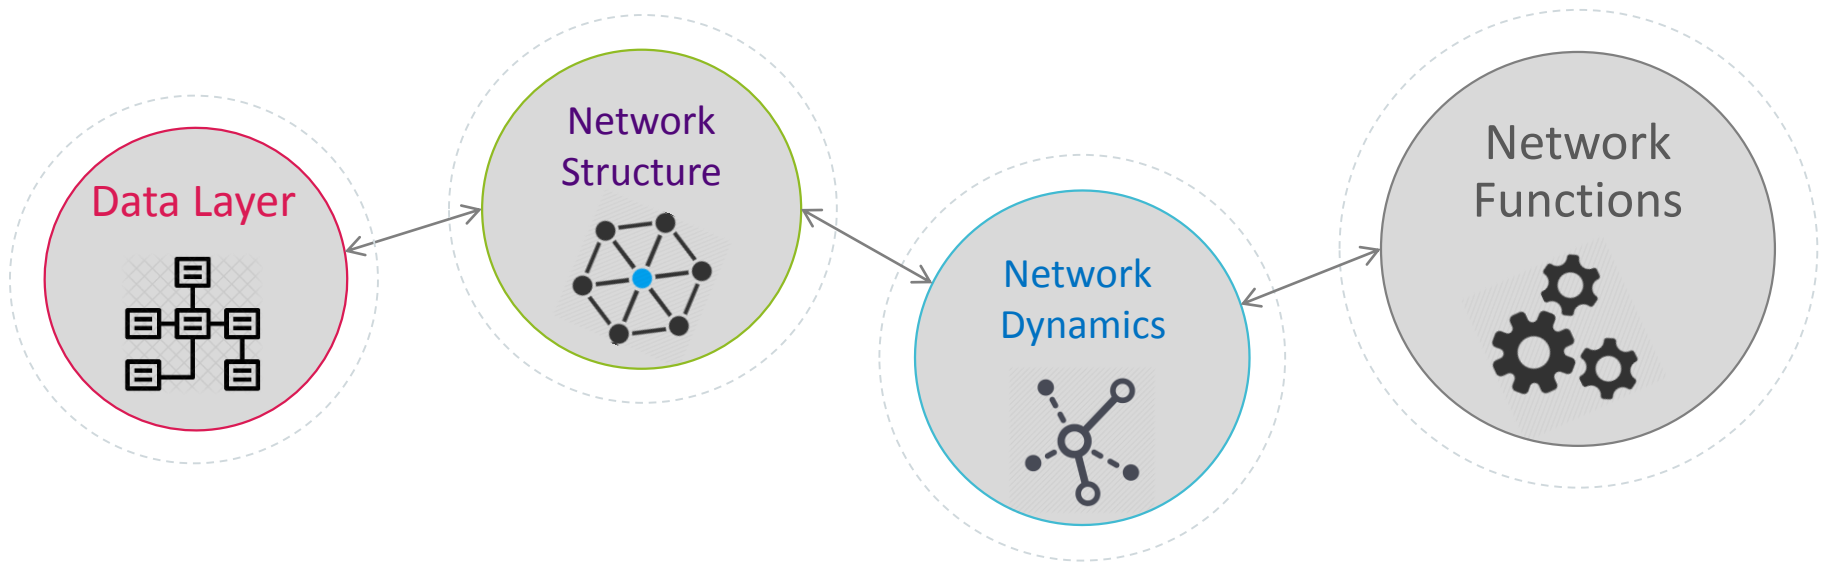 Data Layer
Network
Structure
Network
Dynamics
Network
Functions